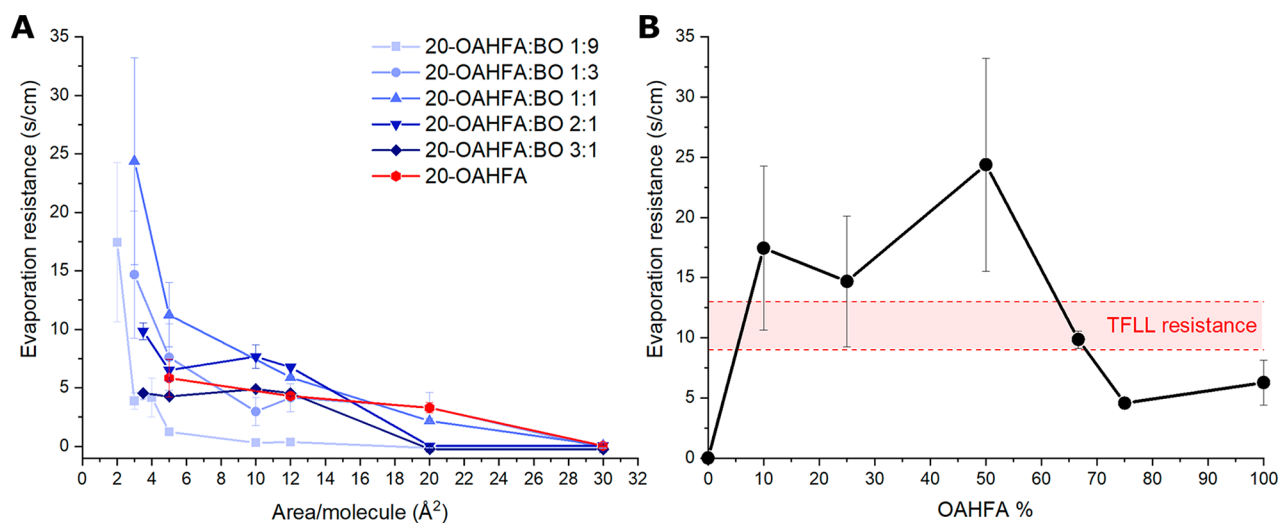 A
Evaporation resistance (s/cm)
35
30
25
20
15
10
5
0
0 2 4 6 8 10 12 14 16 18 20 22 24 26 28 30 32
Area/molecule (Å2)
20-OAHFA:BO 1:9
20-OAHFA:BO 1:3
20-OAHFA:BO 1:1
20-OAHFA:BO 2:1
20-OAHFA:BO 3:1
20-OAHFA
B
Evaporation resistance (s/cm)
35
30
25
20
15
10
5
0
TFLL resistance
0 10 20 30 40 50 60 70 80 90 100
OAHFA %